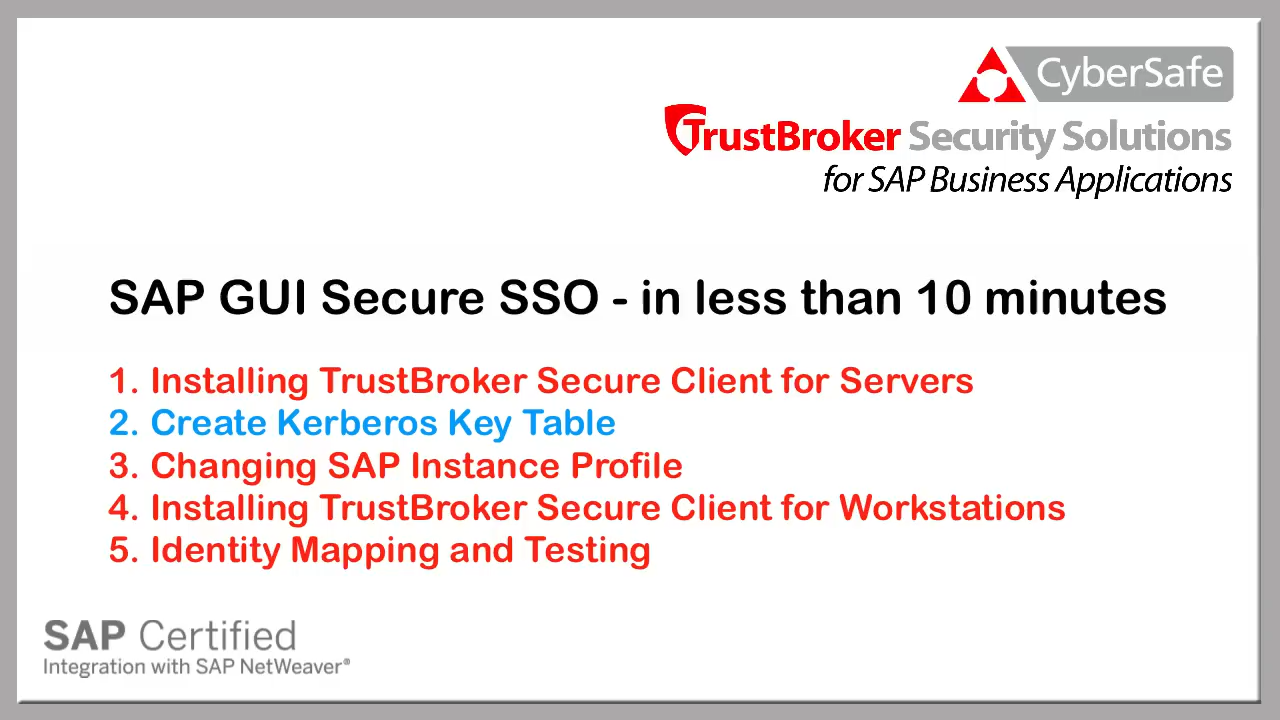 CyberSafe
TrustBroker Security Solutions
for SAP Business Applications
SAP GUI Secure SSO - in less than 10 minutes
1. Installing TrustBroker Secure Client for Servers
2. Create Kerberos Key Table
3. Changing SAP Instance Profile
4. Installing TrustBroker Secure Client for Workstations
5. Identity Mapping and Testing
SAP Certified
Integration with SAP NetWeaver®